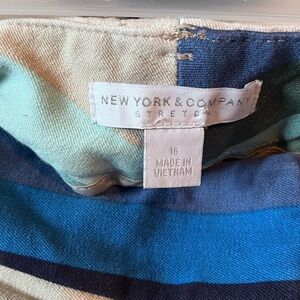 NEW YORK & COMPANY
STRETCH
16
MADE IN
VIETNAM